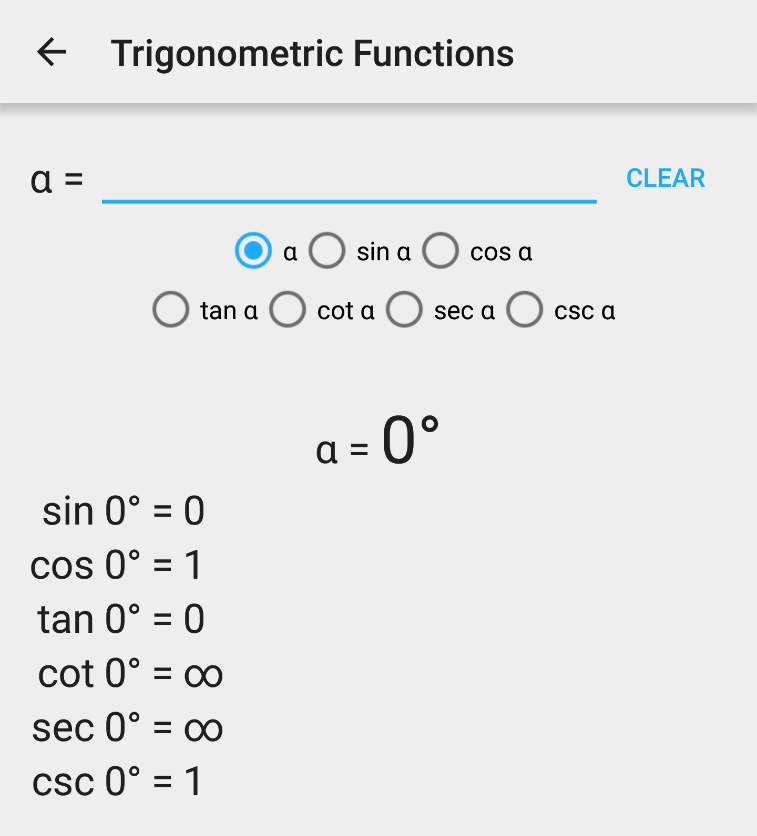 Trigonometric Functions
α = CLEAR
α sin α cos α
tan α cot α sec α csc α
α = 0°
sin 0° = 0
cos 0° = 1
tan 0° = 0
cot 0° = ∞
sec 0° = ∞
csc 0° = 1